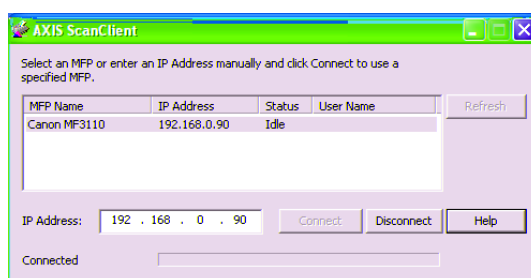 AXIS ScanClient
Select an MFP or enter an IP Address manually and click Connect to use a
specified MFP.
MFP Name IP Address Status User Name Refresh
Canon MF3110 192.168.0.90 Idle
IP Address: 192 . 168 . 0 . 90 Connect Disconnect Help
Connected